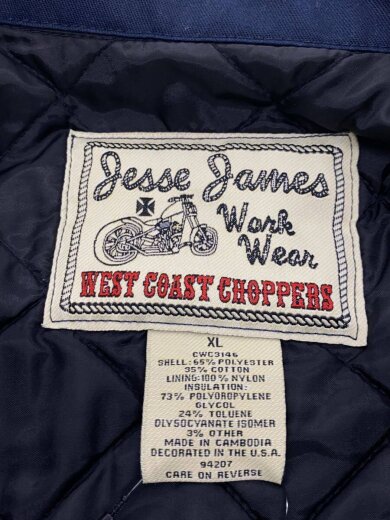 Jesse James
Work
Wear
WEST COAST CHOPPERS
XL
CWC3146
SHELL: 65% POLYESTER
35% COTTON
LINING: 100% NYLON
INSULATION:
73% POLYOROPYLENE
GLYCOL
24% TOLUENE
DLYSOCYANATE ISOMER
3% OTHER
MADE IN CAMBODIA
DECORATED IN THE U.S.A.
94207
CARE ON REVERSE